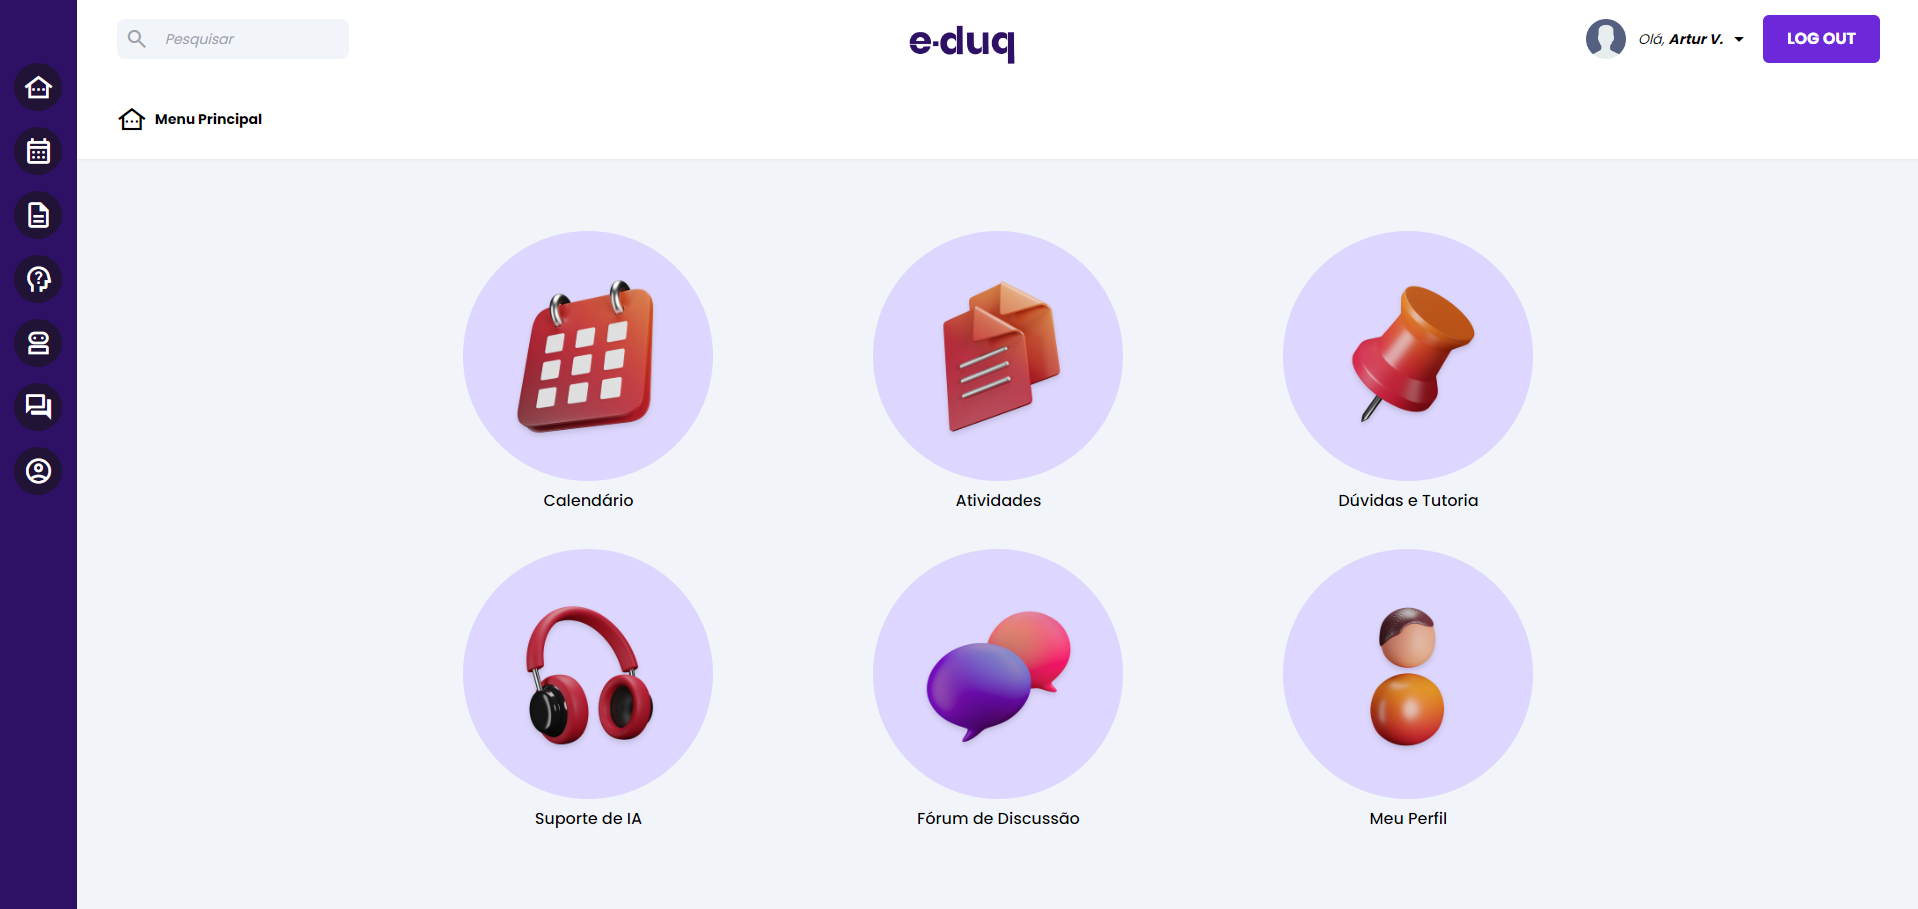 Pesquisar
e-duq
Olá, Artur V.
LOG OUT
Menu Principal
Calendário
Atividades
Dúvidas e Tutoria
Suporte de IA
Fórum de Discussão
Meu Perfil